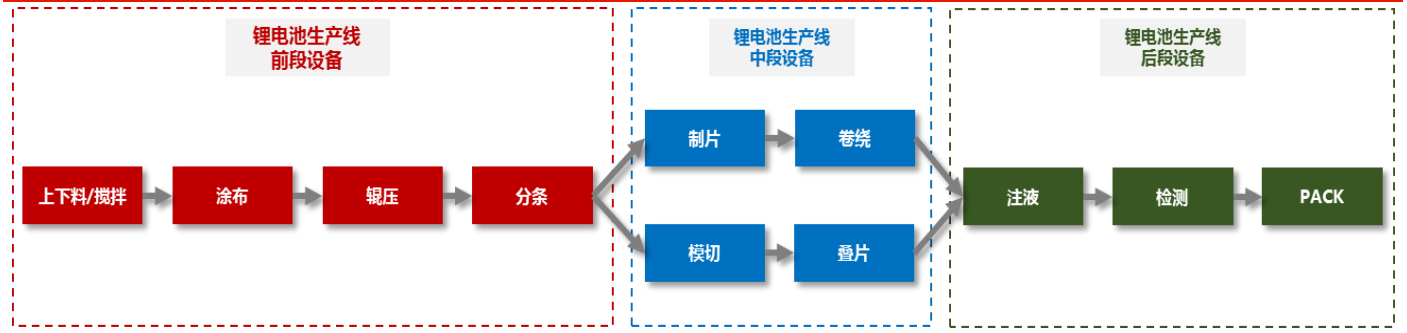 锂电池生产线
前段设备
锂电池生产线
中段设备
锂电池生产线
后段设备
上下料/搅拌
涂布
辊压
分条
制片
卷绕
模切
叠片
注液
检测
PACK